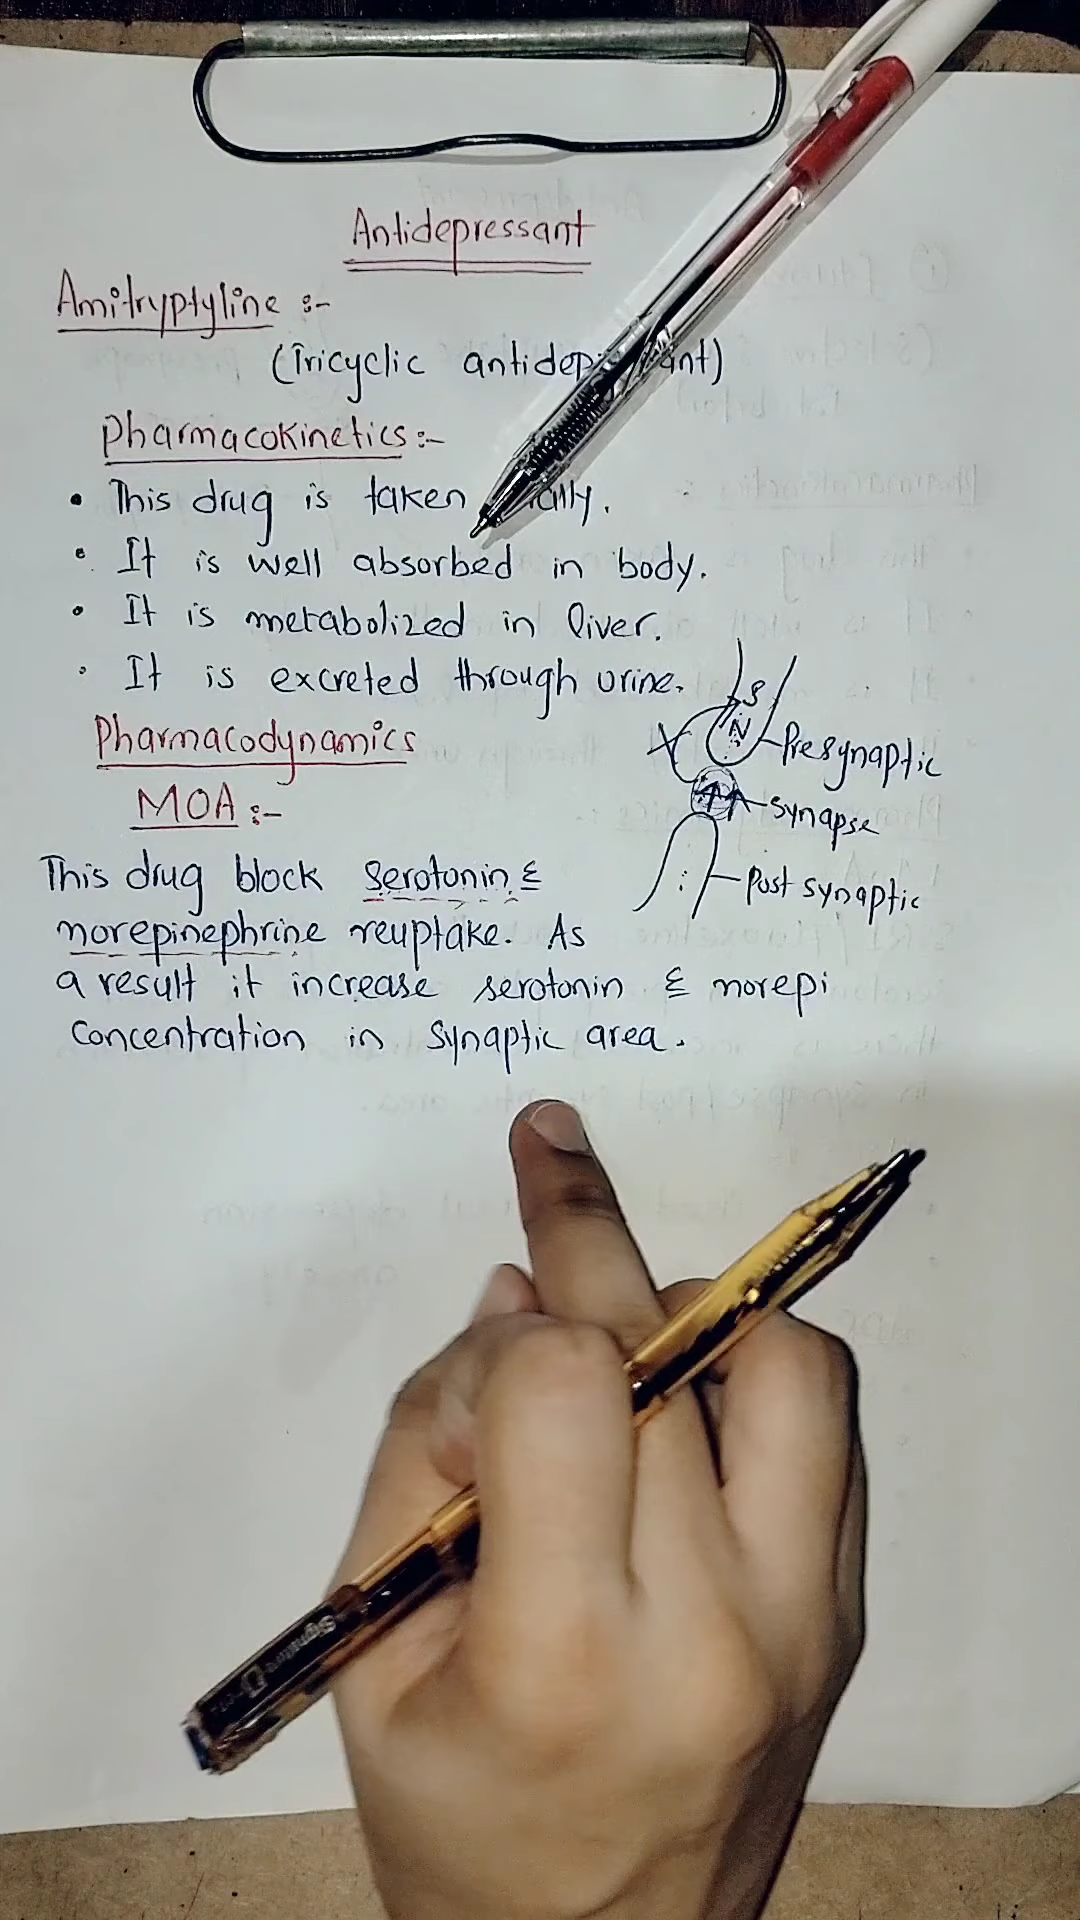 Antidepressant
Amitryptyline :-
(Tricyclic antidepressant)
Pharmacokinetics :-
• This drug is taken orally.
• It is well absorbed in body.
• It is metabolized in liver.
• It is excreted through urine.
S
N
Presynaptic
Synapse
Post synaptic
Pharmacodynamics
MOA :-
This drug block Serotonin &
norepinephrine reuptake. As
a result it increase serotonin & norepi
Concentration in Synaptic area.